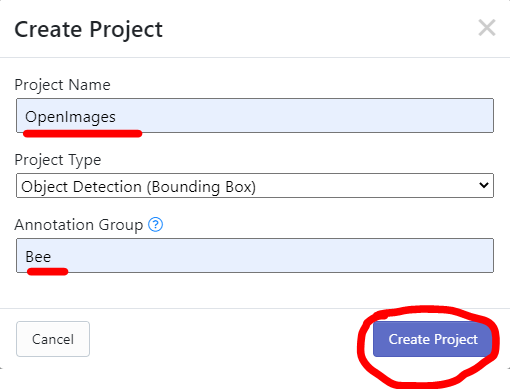 Create Project
Project Name
OpenImages
Project Type
Object Detection (Bounding Box)
Annotation Group
Bee
Cancel Create Project